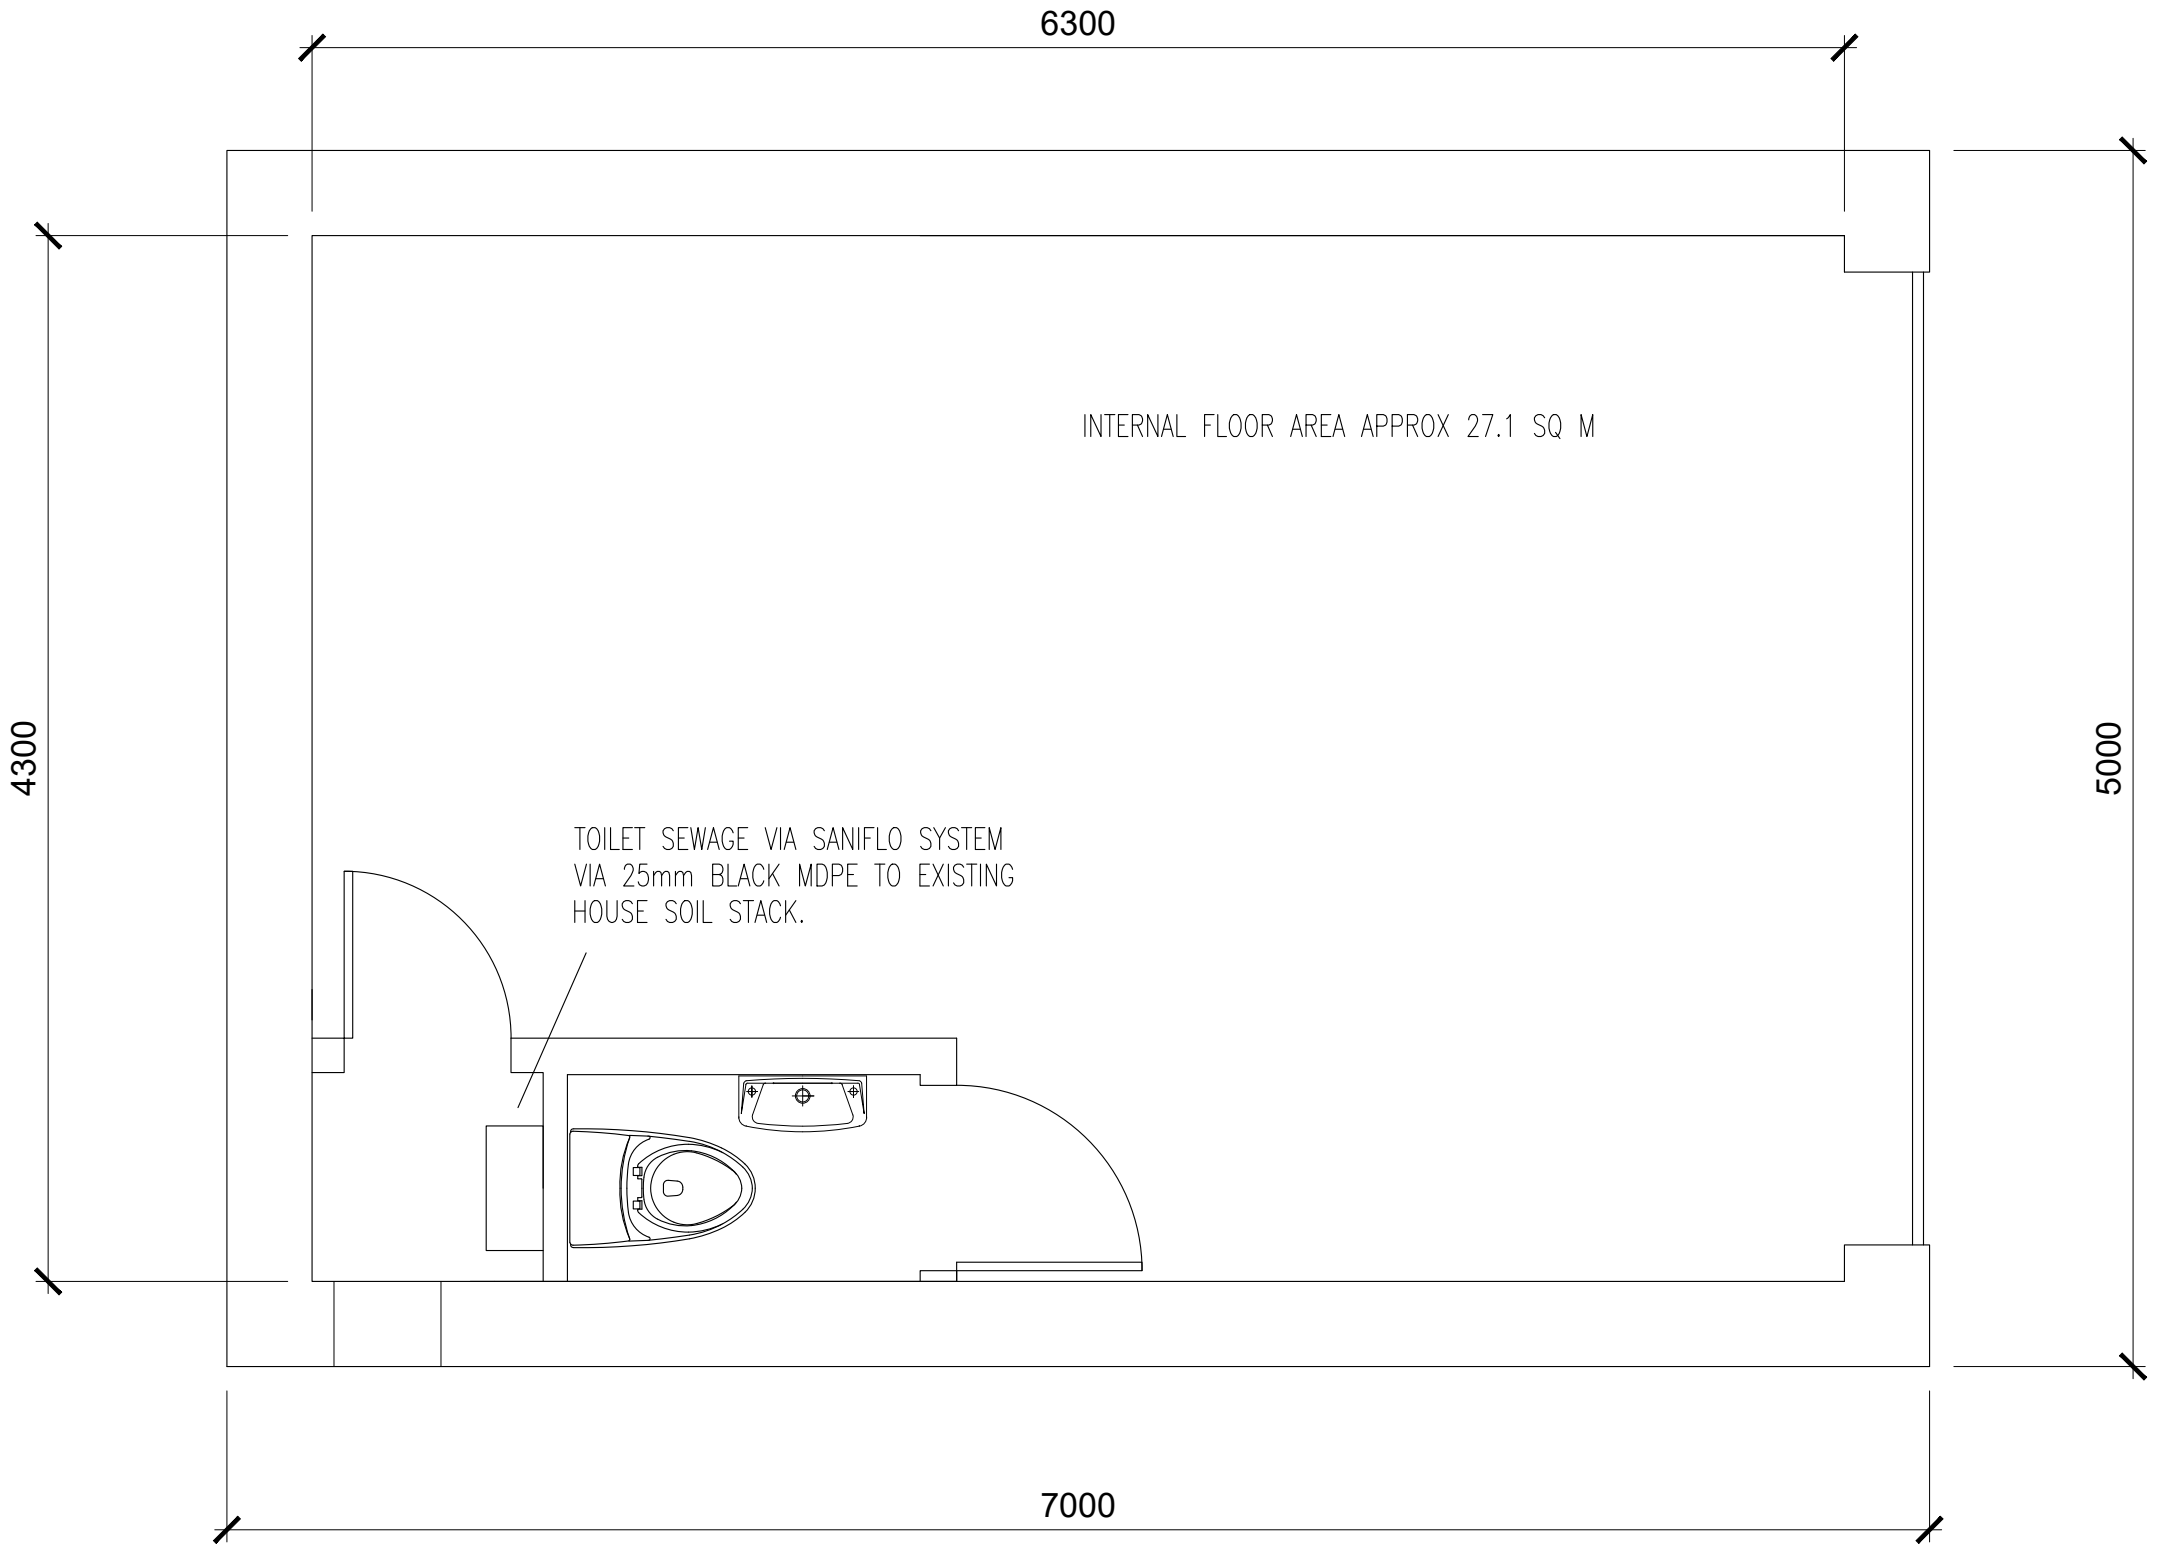 6300
INTERNAL FLOOR AREA APPROX 27.1 SQ M
4300
5000
TOILET SEWAGE VIA SANIFLO SYSTEM
VIA 25mm BLACK MDPE TO EXISTING
HOUSE SOIL STACK.
7000